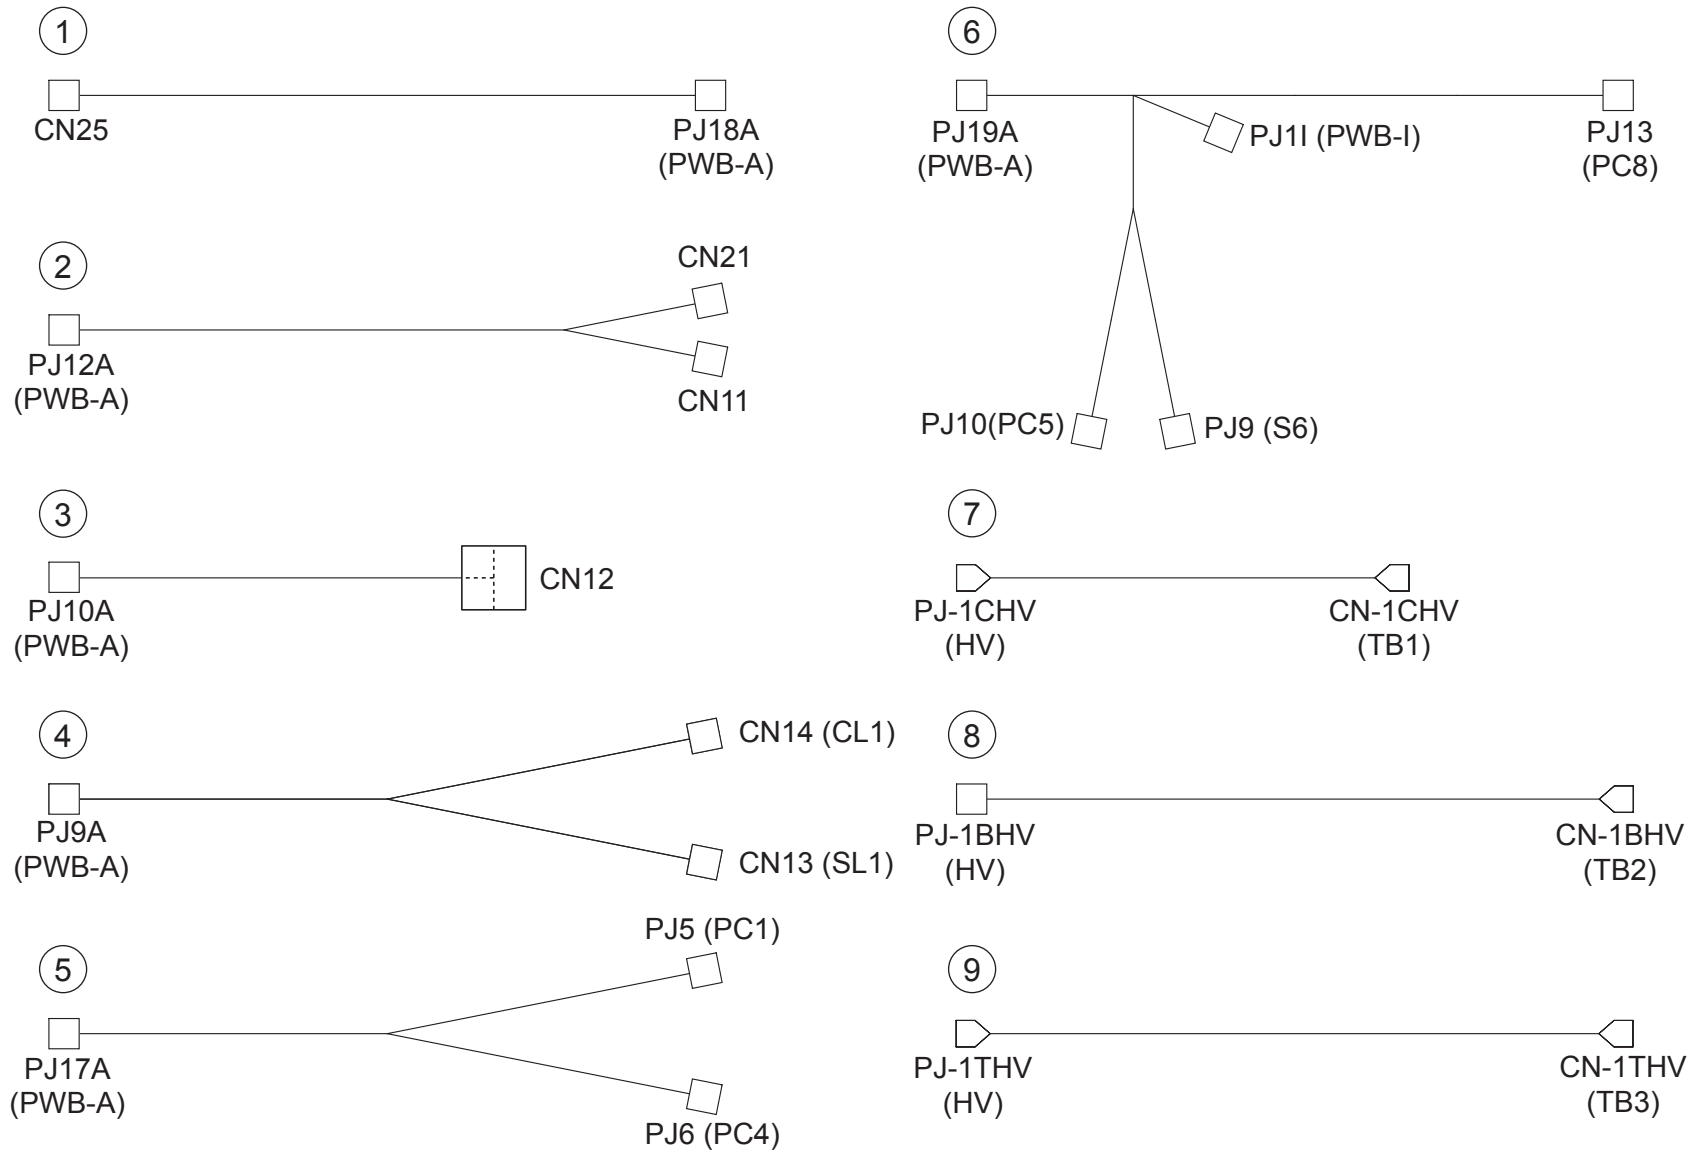 1
CN25
PJ18A
(PWB-A)
2
PJ12A
(PWB-A)
CN21
CN11
3
PJ10A
(PWB-A)
CN12
4
PJ9A
(PWB-A)
CN14 (CL1)
CN13 (SL1)
5
PJ17A
(PWB-A)
PJ5 (PC1)
PJ6 (PC4)
6
PJ19A
(PWB-A)
PJ1I (PWB-I)
PJ13
(PC8)
PJ10(PC5)
PJ9 (S6)
7
PJ-1CHV
(HV)
CN-1CHV
(TB1)
8
PJ-1BHV
(HV)
CN-1BHV
(TB2)
9
PJ-1THV
(HV)
CN-1THV
(TB3)